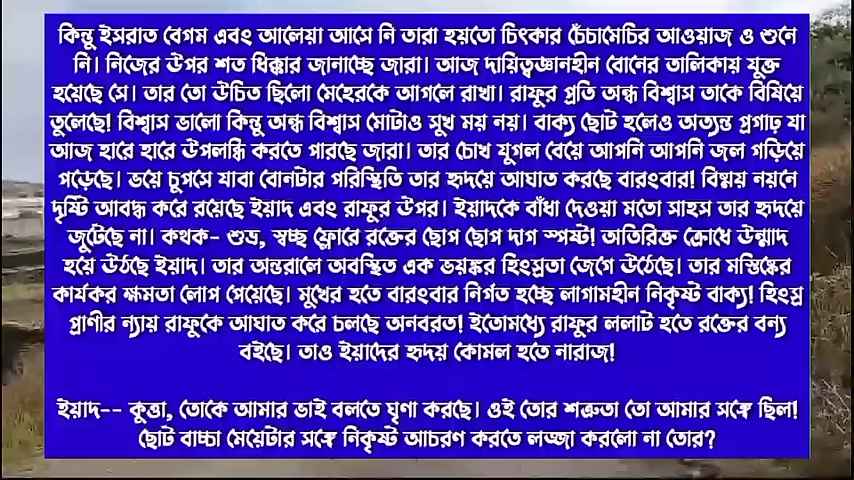 কিন্তু ইসরাত বেগম এবং আলেয়া আসে নি তারা হয়তো চিৎকার চেঁচামেচির আওয়াজ ও শুনে
নি। নিজের উপর শত ধিক্কার জানাচ্ছে জারা। আজ দায়িত্বজ্ঞানহীন বোনের তালিকায় যুক্ত
হয়েছে সে। তার তো উচিত ছিলো মেহেরকে আগলে রাখা। রাফুর প্রতি অন্ধ বিশ্বাস তাকে বিষিয়ে
তুলেছে! বিশ্বাস ভালো কিন্তু অন্ধ বিশ্বাস মোটাও সুখ ময় নয়। বাক্য ছোট হলেও অত্যন্ত প্রগাঢ় যা
আজ হারে হারে উপলব্ধি করতে পারছে জারা। তার চোখ যুগল বেয়ে আপনি আপনি জল গড়িয়ে
পড়েছে। ভয়ে চুপসে যাবা বোনটার পরিস্থিতি তার হৃদয়ে আঘাত করছে বারংবার! বিষ্ময় নয়নে
দৃষ্টি আবদ্ধ করে রয়েছে ইয়াদ এবং রাফুর উপর। ইয়াদকে বাঁধা দেওয়া মতো সাহস তার হৃদয়ে
জুটেছে না। কথক- শুভ্র, স্বচ্ছ ফ্লোরে রক্তের ছোপ ছোপ দাগ স্পষ্ট! অতিরিক্ত ক্রোধে উন্মাদ
হয়ে উঠছে ইয়াদ। তার অন্তরালে অবস্থিত এক ভয়ঙ্কর হিংস্রতা জেগে উঠেছে। তার মস্তিষ্কের
কার্যকর ক্ষমতা লোপ পেয়েছে। মুখের হতে বারংবার নির্গত হচ্ছে লাগামহীন নিকৃষ্ট বাক্য! হিংস্র
প্রাণীর ন্যায় রাফুকে আঘাত করে চলছে অনবরত! ইতোমধ্যে রাফুর ললাট হতে রক্তের বন্য
বইছে। তাও ইয়াদের হৃদয় কোমল হতে নারাজ!
ইয়াদ-- কুত্তা, তোকে আমার ভাই বলতে ঘৃণা করছে। ওই তোর শত্রুতা তো আমার সঙ্গে ছিল!
ছোট বাচ্চা মেয়েটার সঙ্গে নিকৃষ্ট আচরণ করতে লজ্জা করলো না তোর?